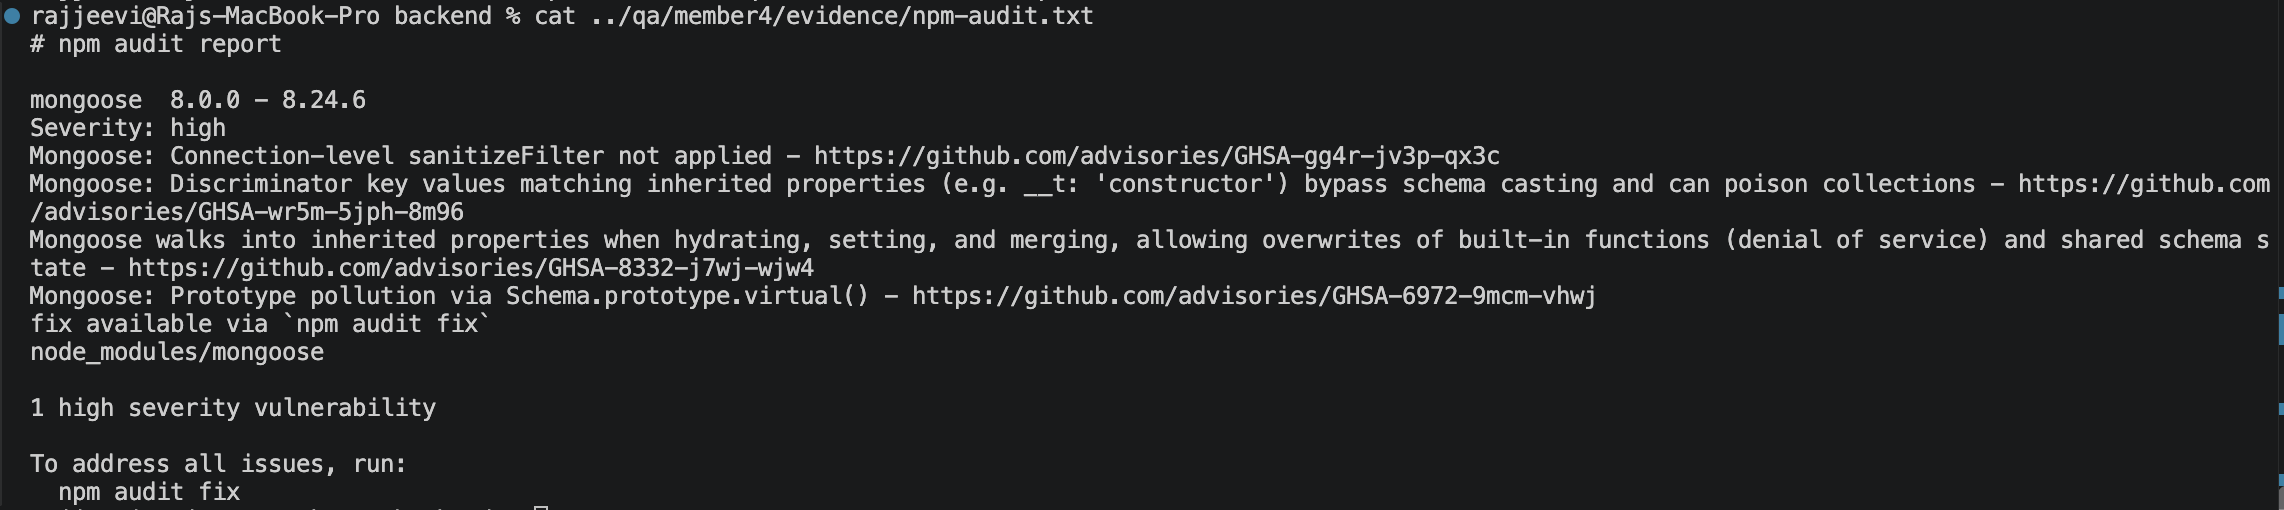 rajjeevi@Rajs-MacBook-Pro backend % cat ../qa/member4/evidence/npm-audit.txt
# npm audit report
mongoose  8.0.0 - 8.24.6
Severity: high
Mongoose: Connection-level sanitizeFilter not applied - https://github.com/advisories/GHSA-gg4r-jv3p-qx3c
Mongoose: Discriminator key values matching inherited properties (e.g. __t: 'constructor') bypass schema casting and can poison collections - https://github.com
/advisories/GHSA-wr5m-5jph-8m96
Mongoose walks into inherited properties when hydrating, setting, and merging, allowing overwrites of built-in functions (denial of service) and shared schema s
tate - https://github.com/advisories/GHSA-8332-j7wj-wjw4
Mongoose: Prototype pollution via Schema.prototype.virtual() - https://github.com/advisories/GHSA-6972-9mcm-vhwj
fix available via `npm audit fix`
node_modules/mongoose
1 high severity vulnerability
To address all issues, run:
  npm audit fix